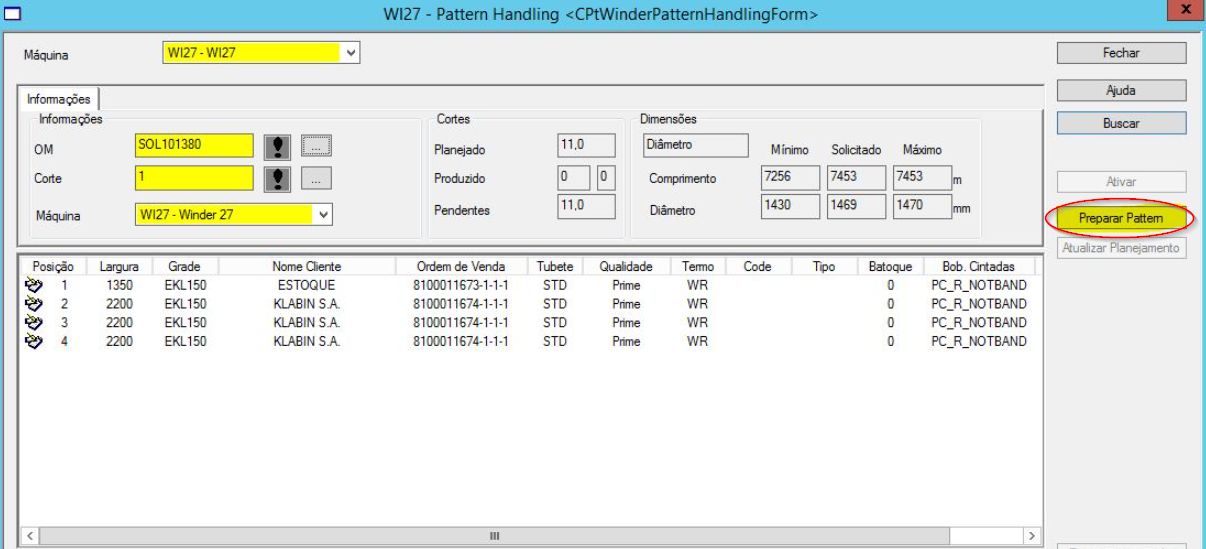 WI27 - Pattern Handling <CPtWinderPatternHandlingForm>
x
Máquina WI27 - WI27 Fechar
Informações Ajuda
Informações Cortes Dimensões Buscar
OM SOL101380 ... Planejado 11,0 Diâmetro Mínimo Solicitado Máximo
Corte 1 ... Produzido 0 0 Comprimento 7256 7453 7453 m Ativar
Máquina WI27 - Winder 27 Pendentes 11,0 Diâmetro 1430 1469 1470 mm Preparar Pattern
Atualizar Planejamento
Posição Largura Grade Nome Cliente Ordem de Venda Tubete Qualidade Termo Code Tipo Batoque Bob. Cintadas
1 1350 EKL150 ESTOQUE 8100011673-1-1-1 STD Prime WR 0 PC_R_NOTBAND
2 2200 EKL150 KLABIN S.A. 8100011674-1-1-1 STD Prime WR 0 PC_R_NOTBAND
3 2200 EKL150 KLABIN S.A. 8100011674-1-1-1 STD Prime WR 0 PC_R_NOTBAND
4 2200 EKL150 KLABIN S.A. 8100011674-1-1-1 STD Prime WR 0 PC_R_NOTBAND